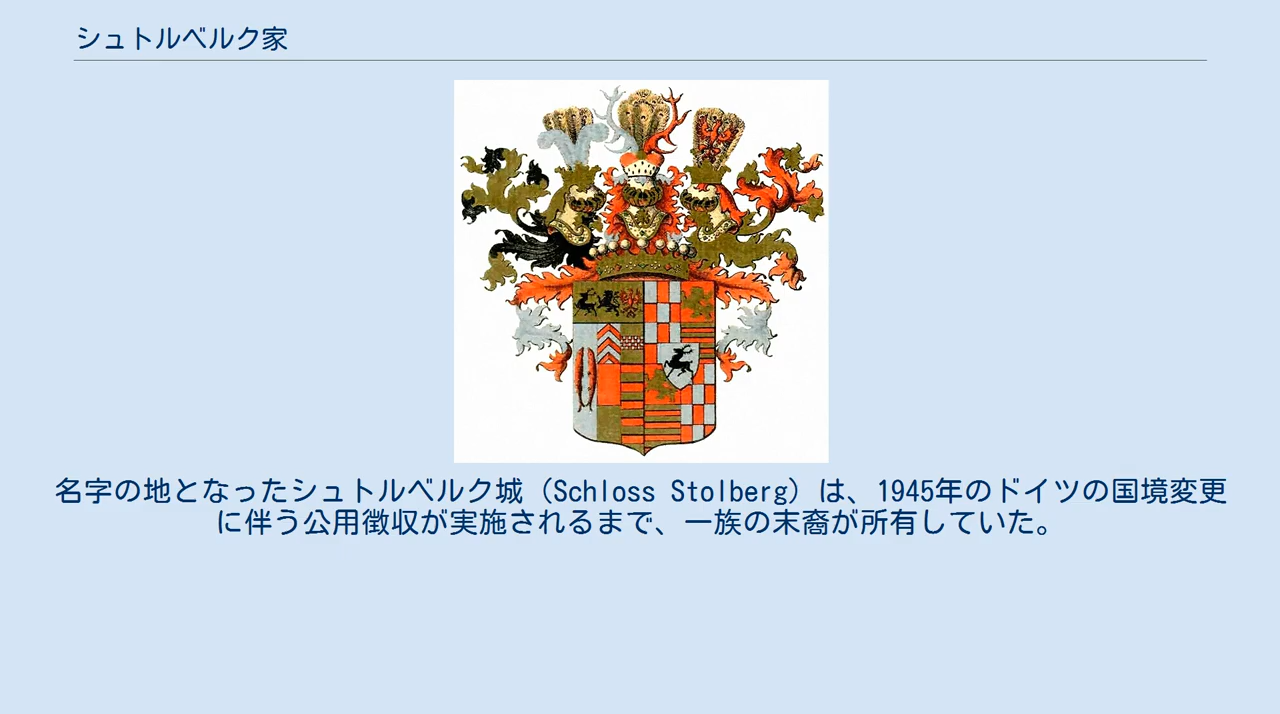 シュトルベルク家
名字の地となったシュトルベルク城（Schloss Stolberg）は、1945年のドイツの国境変更
に伴う公用徴収が実施されるまで、一族の末裔が所有していた。